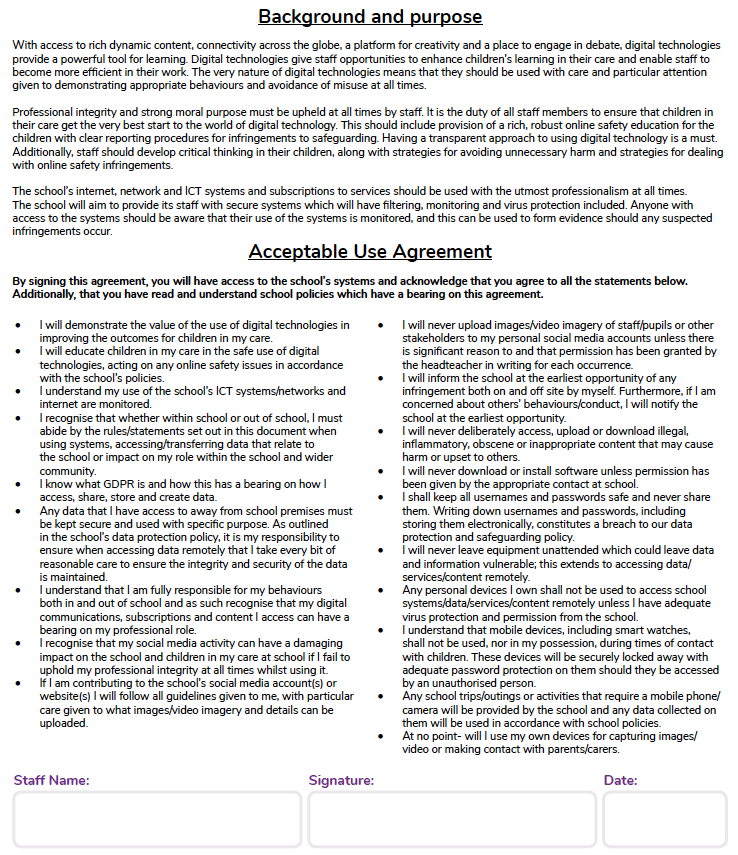 Background and purpose
With access to rich dynamic content, connectivity across the globe, a platform for creativity and a place to engage in debate, digital technologies
provide a powerful tool for learning. Digital technologies give staff opportunities to enhance children's learning in their care and enable staff to
become more efficient in their work. The very nature of digital technologies means that they should be used with care and particular attention
given to demonstrating appropriate behaviours and avoidance of misuse at all times.
Professional integrity and strong moral purpose must be upheld at all times by staff. It is the duty of all staff members to ensure that children in
their care get the very best start to the world of digital technology. This should include provision of a rich, robust online safety education for the
children with clear reporting procedures for infringements to safeguarding. Having a transparent approach to using digital technology is a must.
Additionally, staff should develop critical thinking in their children, along with strategies for avoiding unnecessary harm and strategies for dealing
with online safety infringements.
The school's internet, network and ICT systems and subscriptions to services should be used with the utmost professionalism at all times.
The school will aim to provide its staff with secure systems which will have filtering, monitoring and virus protection included. Anyone with
access to the systems should be aware that their use of the systems is monitored, and this can be used to form evidence should any suspected
infringements occur.
Acceptable Use Agreement
By signing this agreement, you will have access to the school's systems and acknowledge that you agree to all the statements below.
Additionally, that you have read and understand school policies which have a bearing on this agreement.
• I will demonstrate the value of the use of digital technologies in
improving the outcomes for children in my care.
• I will educate children in my care in the safe use of digital
technologies, acting on any online safety issues in accordance
with the school's policies.
• I understand my use of the school's ICT systems/networks and
internet are monitored.
• I recognise that whether within school or out of school, I must
abide by the rules/statements set out in this document when
using systems, accessing/transferring data that relate to
the school or impact on my role within the school and wider
community.
• I know what GDPR is and how this has a bearing on how I
access, share, store and create data.
• Any data that I have access to away from school premises must
be kept secure and used with specific purpose. As outlined
in the school's data protection policy, it is my responsibility to
ensure when accessing data remotely that I take every bit of
reasonable care to ensure the integrity and security of the data
is maintained.
• I understand that I am fully responsible for my behaviours
both in and out of school and as such recognise that my digital
communications, subscriptions and content I access can have a
bearing on my professional role.
• I recognise that my social media activity can have a damaging
impact on the school and children in my care at school if I fail to
uphold my professional integrity at all times whilst using it.
• If I am contributing to the school's social media account(s) or
website(s) I will follow all guidelines given to me, with particular
care given to what images/video imagery and details can be
uploaded.
• I will never upload images/video imagery of staff/pupils or other
stakeholders to my personal social media accounts unless there
is significant reason to and that permission has been granted by
the headteacher in writing for each occurrence.
• I will inform the school at the earliest opportunity of any
infringement both on and off site by myself. Furthermore, if I am
concerned about others' behaviours/conduct, I will notify the
school at the earliest opportunity.
• I will never deliberately access, upload or download illegal,
inflammatory, obscene or inappropriate content that may cause
harm or upset to others.
• I will never download or install software unless permission has
been given by the appropriate contact at school.
• I shall keep all usernames and passwords safe and never share
them. Writing down usernames and passwords, including
storing them electronically, constitutes a breach to our data
protection and safeguarding policy.
• I will never leave equipment unattended which could leave data
and information vulnerable; this extends to accessing data/
services/content remotely.
• Any personal devices I own shall not be used to access school
systems/data/services/content remotely unless I have adequate
virus protection and permission from the school.
• I understand that mobile devices, including smart watches,
shall not be used, nor in my possession, during times of contact
with children. These devices will be securely locked away with
adequate password protection on them should they be accessed
by an unauthorised person.
• Any school trips/outings or activities that require a mobile phone/
camera will be provided by the school and any data collected on
them will be used in accordance with school policies.
• At no point- will I use my own devices for capturing images/
video or making contact with parents/carers.
Staff Name: Signature: Date: